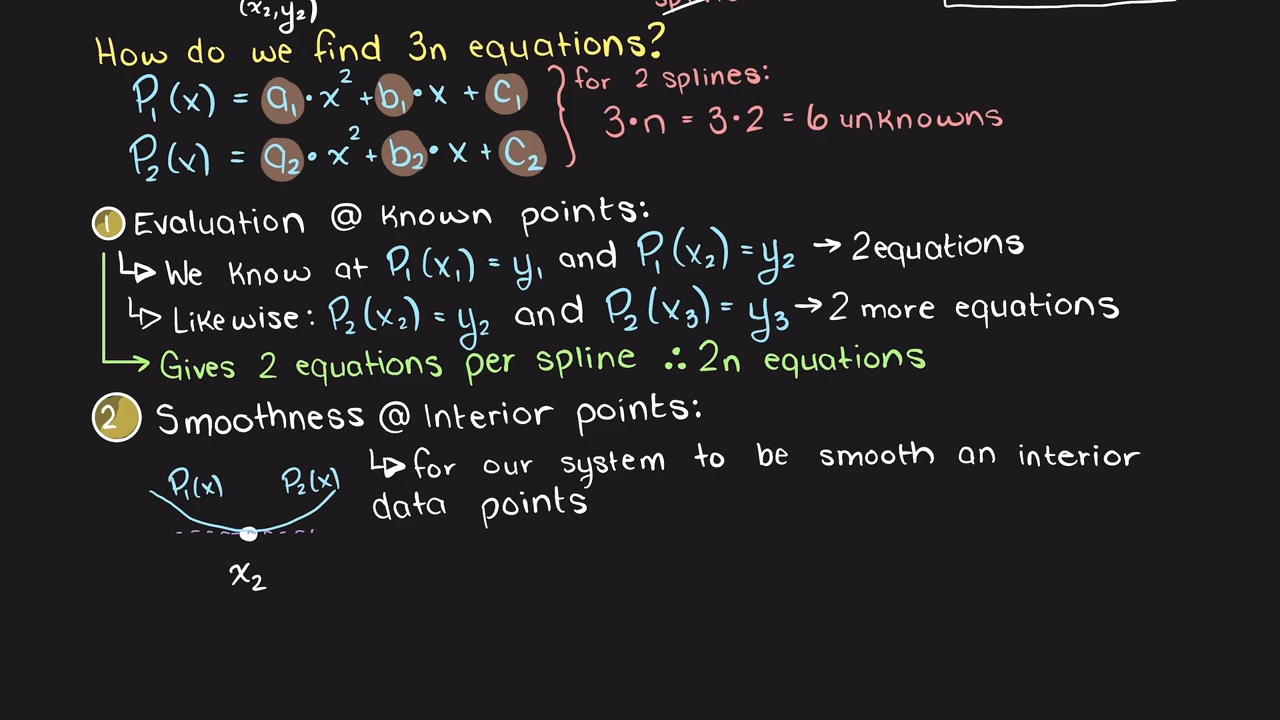 (x₂,y₂)
How do we find 3n equations?
P₁(x) = a₁·x² + b₁·x + c₁
P₂(x) = a₂·x² + b₂·x + c₂
for 2 splines:
3·n = 3·2 = 6 unknowns
1 Evaluation @ known points:
We know at P₁(x₁) = y₁ and P₁(x₂) = y₂ → 2 equations
Likewise: P₂(x₂) = y₂ and P₂(x₃) = y₃ → 2 more equations
Gives 2 equations per spline ∴ 2n equations
2 Smoothness @ Interior points:
for our system to be smooth an interior
data points
P₁(x) P₂(x)
x₂